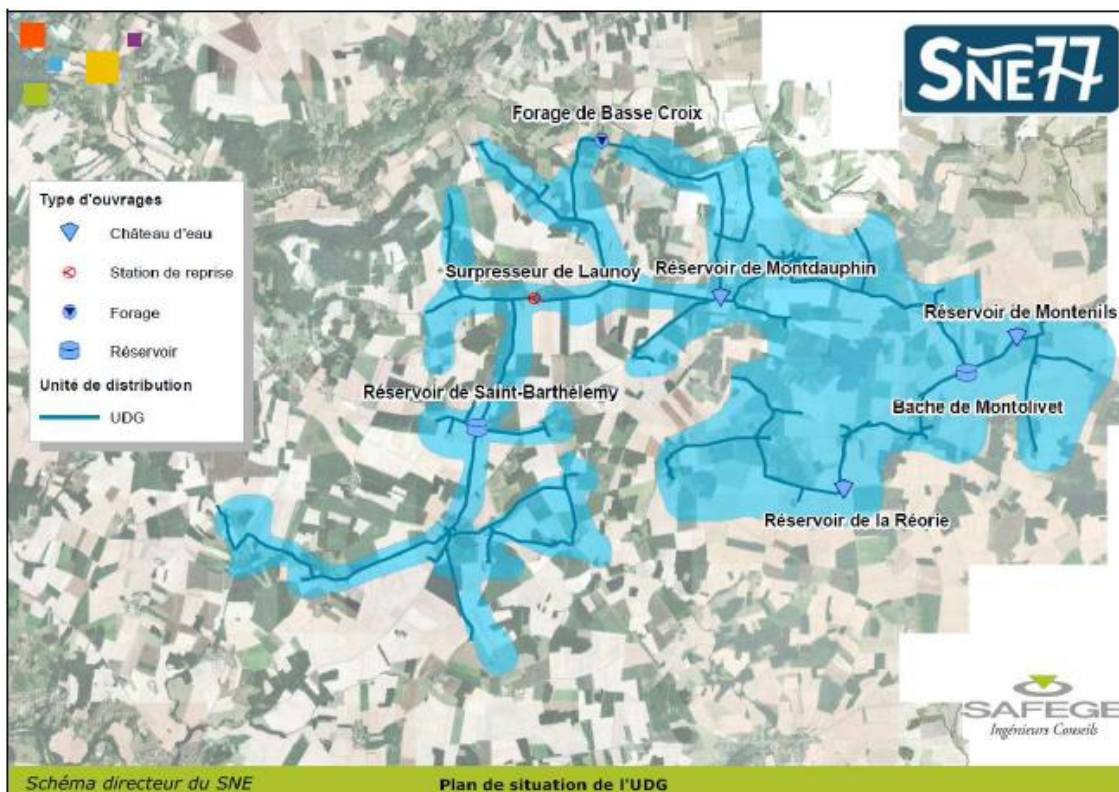 SNE77
Forage de Basse Croix
Type d'ouvrages
Château d'eau
Station de reprise
Forage
Réservoir
Unité de distribution
UDG
Surpresseur de Launoy
Réservoir de Montdauphin
Réservoir de Montenils
Réservoir de Saint-Barthélemy
Bache de Montolivet
Réservoir de la Réorie
SAFEGE
Ingénieurs Conseils
Schéma directeur du SNE
Plan de situation de l'UDG